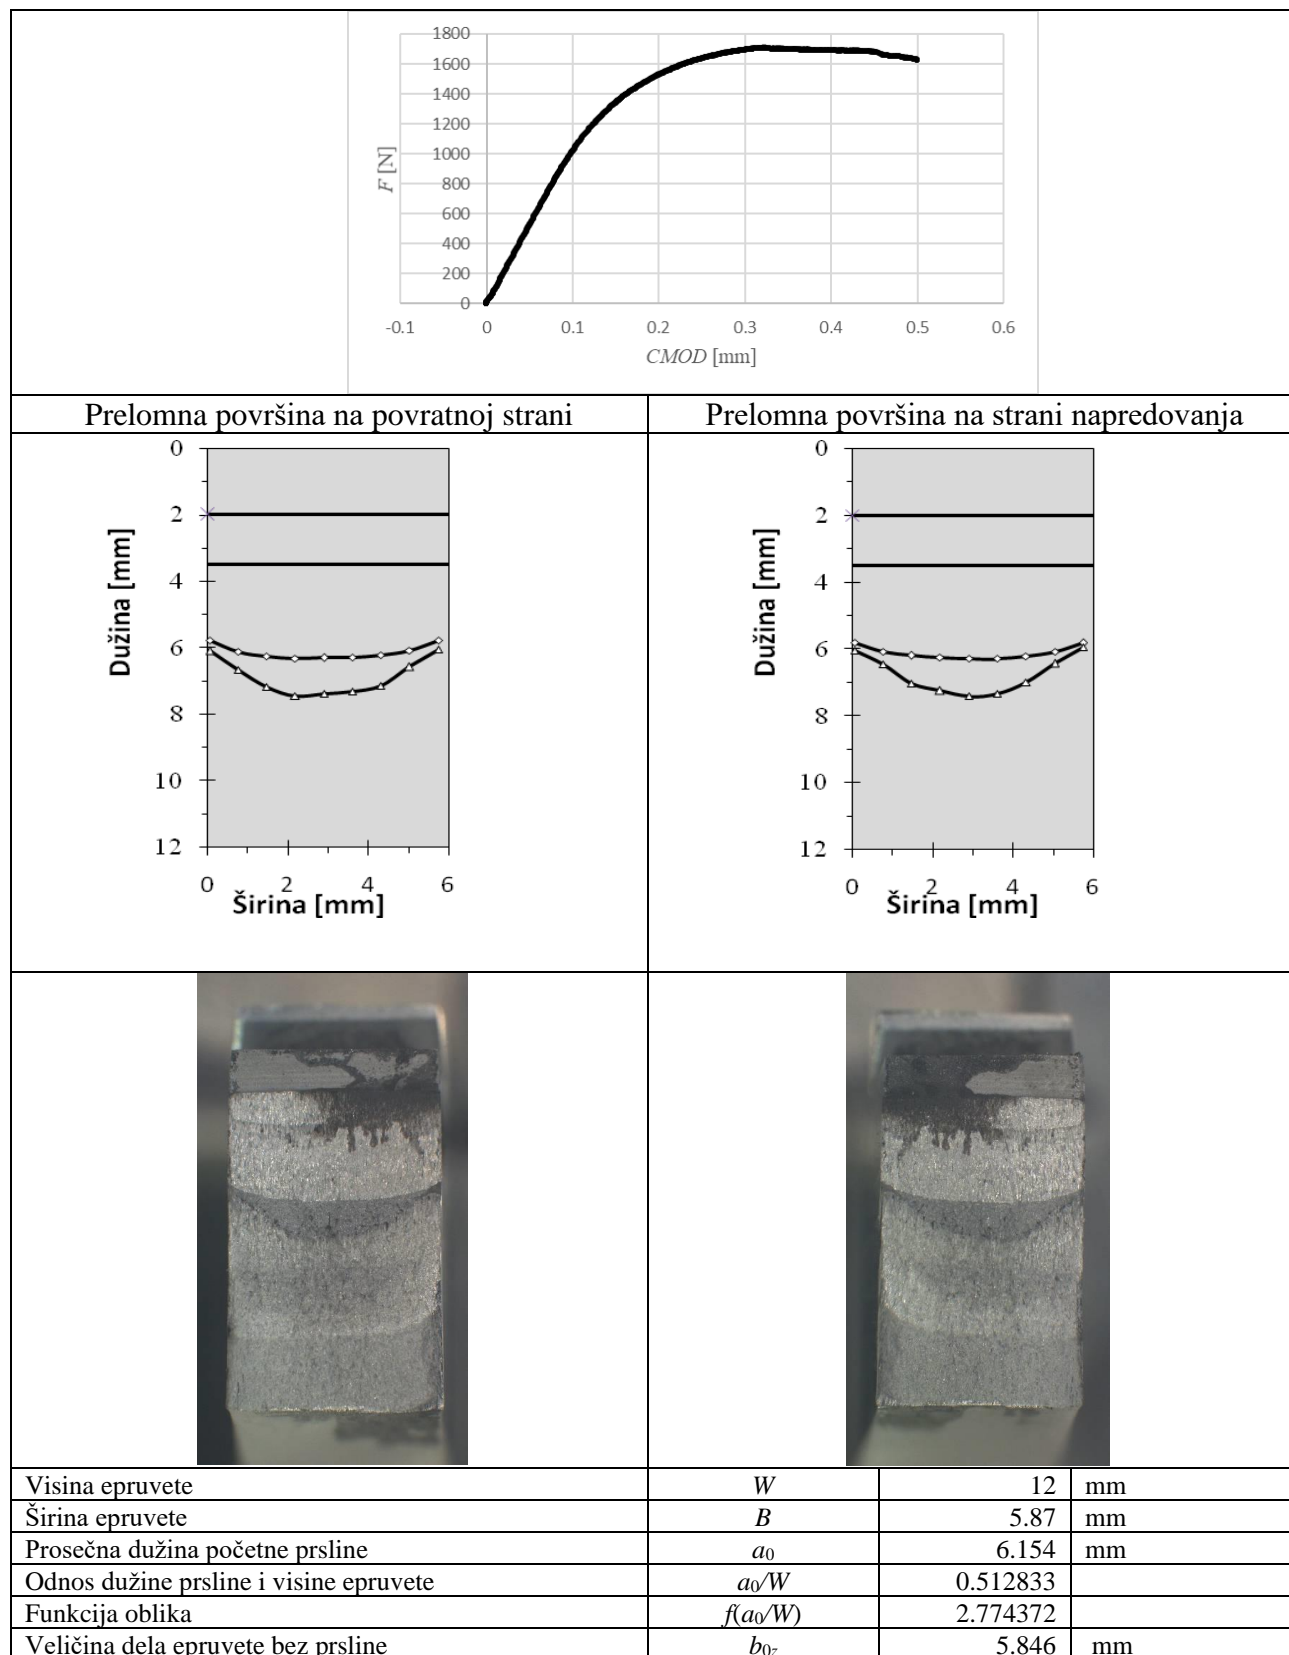 1800
1600
1400
1200
1000
800
600
400
200
0
F [N]
-0.1 0 0.1 0.2 0.3 0.4 0.5 0.6
CMOD [mm]
Prelomna površina na povratnoj strani
Prelomna površina na strani napredovanja
0
2
4
6
8
10
12
Dužina [mm]
0 2 4 6
Širina [mm]
0
2
4
6
8
10
12
Dužina [mm]
0 2 4 6
Širina [mm]
Visina epruvete W 12 mm
Širina epruvete B 5.87 mm
Prosečna dužina početne prsline a0 6.154 mm
Odnos dužine prsline i visine epruvete a0/W 0.512833
Funkcija oblika f(a0/W) 2.774372
Veličina dela epruvete bez prsline b0z 5.846 mm